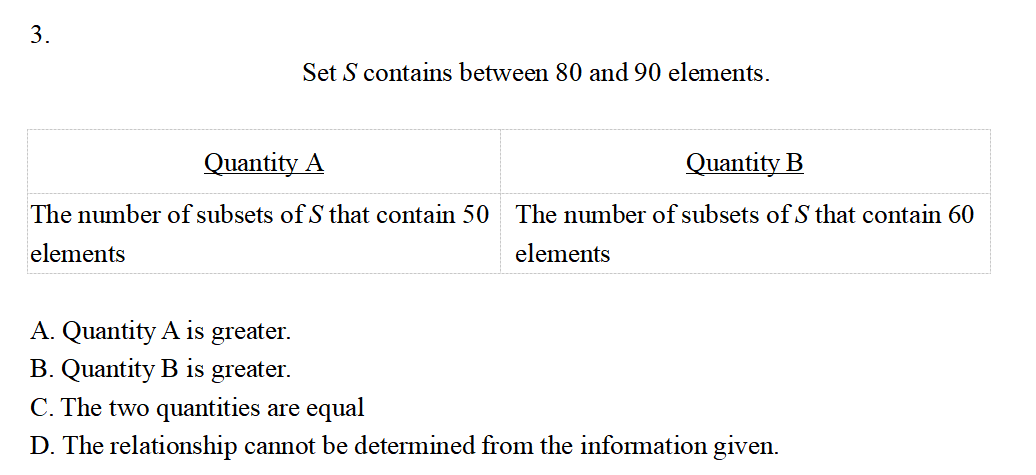 3.
Set S contains between 80 and 90 elements.
Quantity A
Quantity B
The number of subsets of S that contain 50
elements
The number of subsets of S that contain 60
elements
A. Quantity A is greater.
B. Quantity B is greater.
C. The two quantities are equal
D. The relationship cannot be determined from the information given.